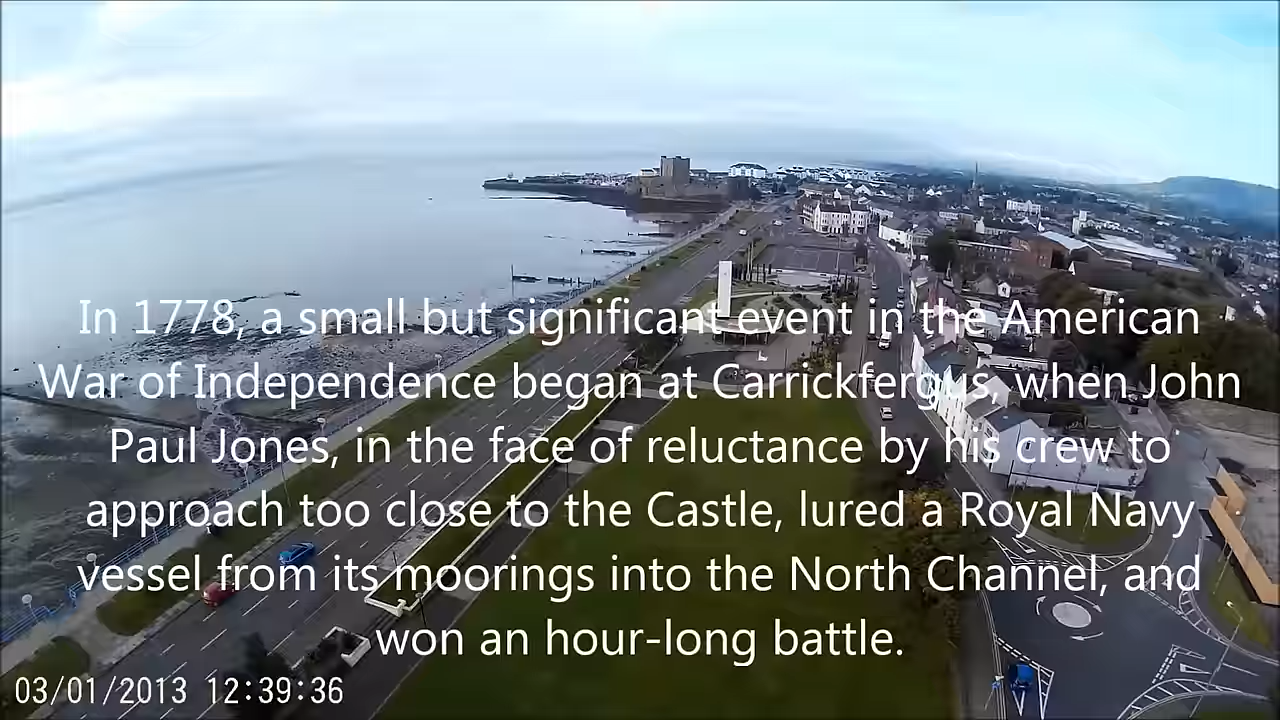 In 1778, a small but significant event in the American
War of Independence began at Carrickfergus, when John
Paul Jones, in the face of reluctance by his crew to
approach too close to the Castle, lured a Royal Navy
vessel from its moorings into the North Channel, and
won an hour-long battle.
03/01/2013 12:39:36